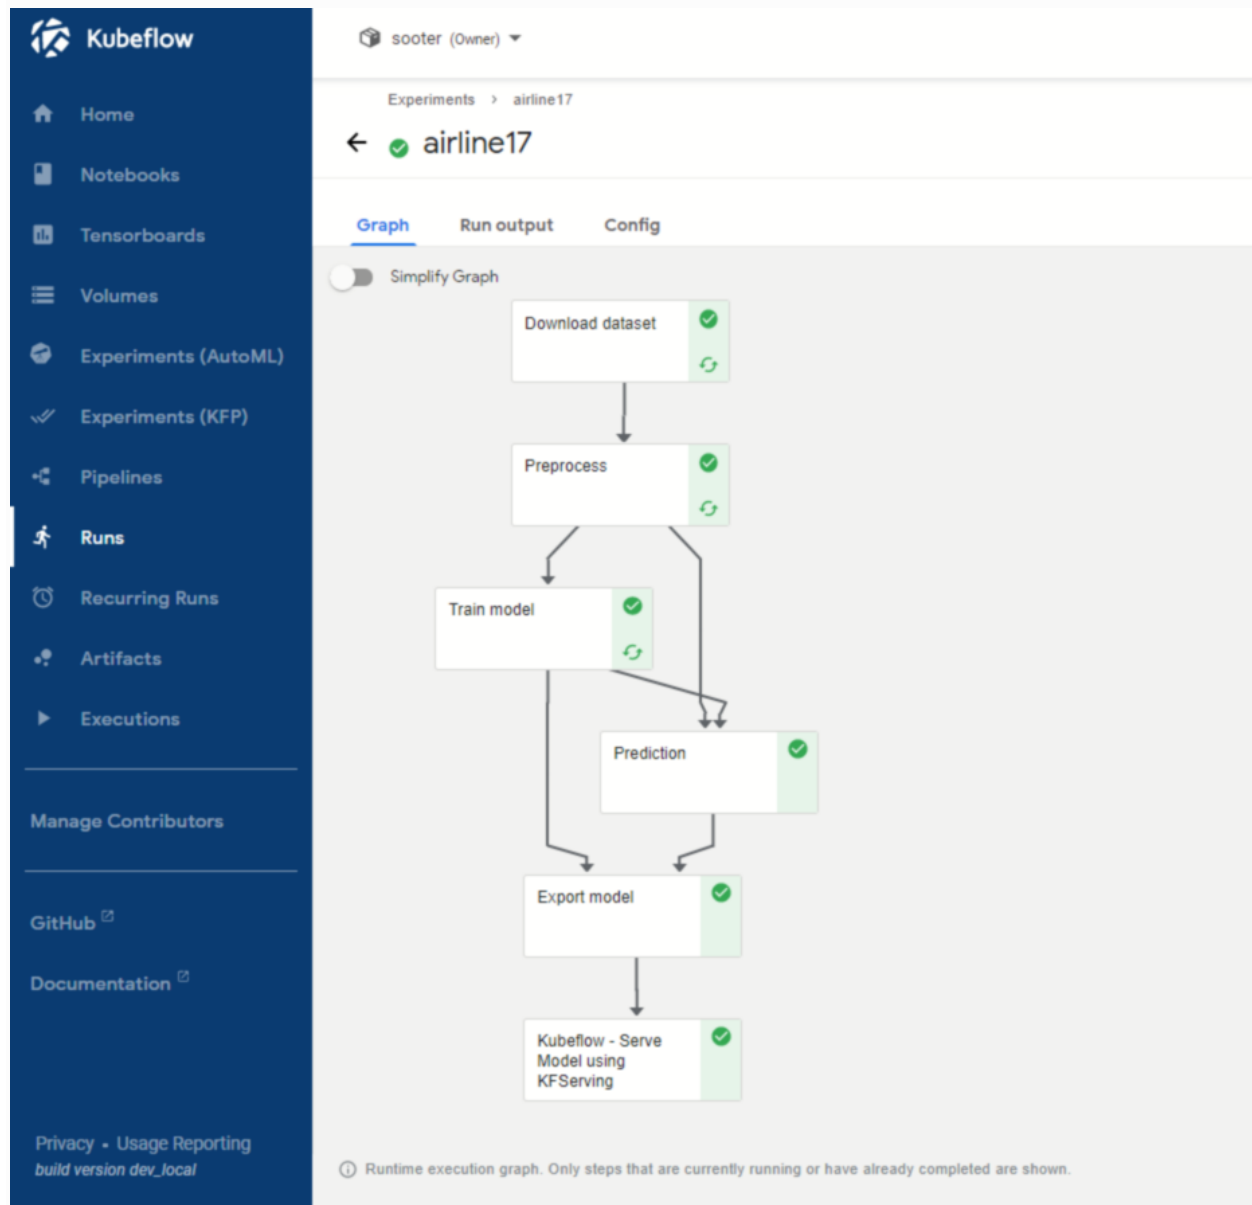 Kubeflow
Home
Notebooks
Tensorboards
Volumes
Experiments (AutoML)
Experiments (KFP)
Pipelines
Runs
Recurring Runs
Artifacts
Executions
Manage Contributors
GitHub
Documentation
Privacy • Usage Reporting
build version dev_local
sooter (Owner)
Experiments > airline17
airline17
Graph Run output Config
Simplify Graph
Download dataset
Preprocess
Train model
Prediction
Export model
Kubeflow - Serve
Model using
KFServing
Runtime execution graph. Only steps that are currently running or have already completed are shown.